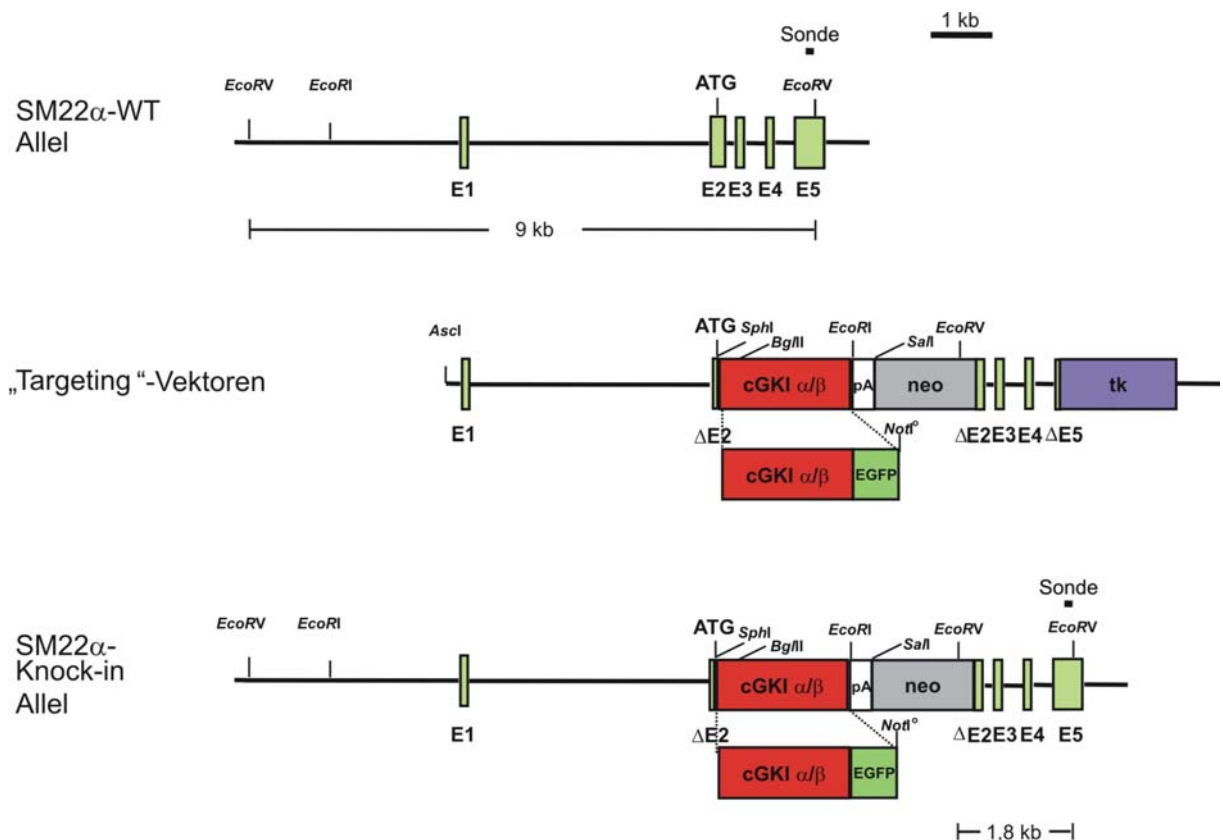 1 kb
Sonde
EcoRV EcoRI ATG EcoRV
SM22α-WT
Allel
E1 E2 E3 E4 E5
9 kb
AscI ATG SphI BglII EcoRI SalI EcoRV
„Targeting “-Vektoren
cGKI α/β pA neo tk
E1 ΔE2 NotI° ΔE2 E3 E4 ΔE5
cGKI α/β EGFP
Sonde
EcoRV EcoRI ATG SphI BglII EcoRI SalI EcoRV EcoRV
SM22α-
Knock-in
Allel
cGKI α/β pA neo
E1 ΔE2 NotI° ΔE2 E3 E4 E5
cGKI α/β EGFP
1,8 kb